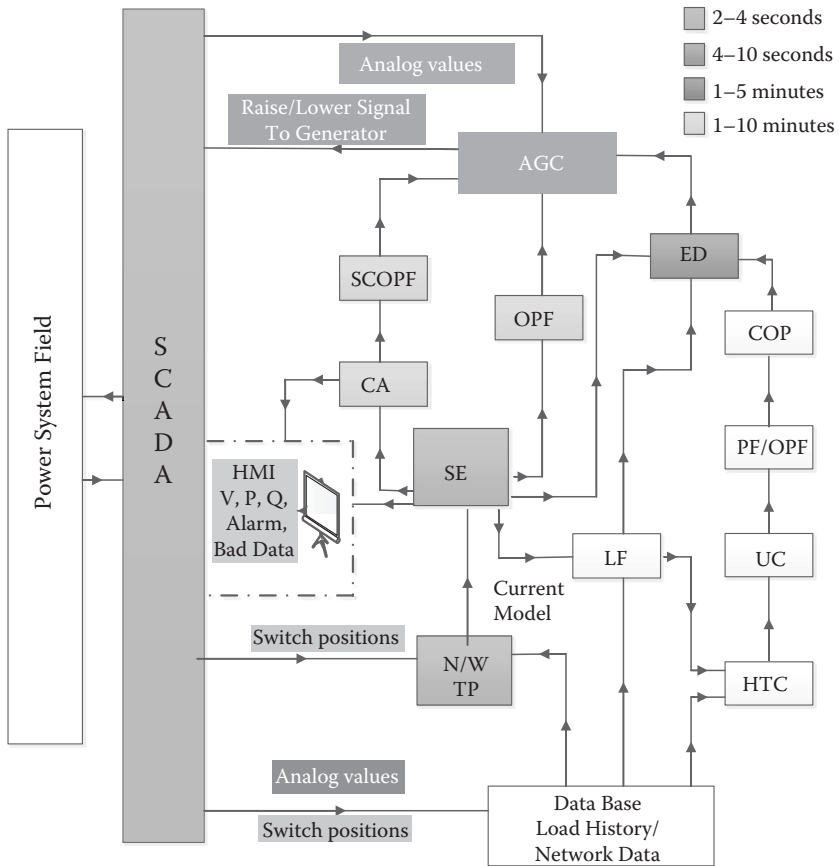 2–4 seconds
4–10 seconds
1–5 minutes
1–10 minutes
Analog values
Raise/Lower Signal
To Generator
AGC
ED
SCOPF
OPF
COP
CA
PF/OPF
Power System Field
S
C
A
D
A
HMI
V, P, Q,
Alarm,
Bad Data
SE
LF
UC
Current
Model
Switch positions
N/W
TP
HTC
Analog values
Switch positions
Data Base
Load History/
Network Data